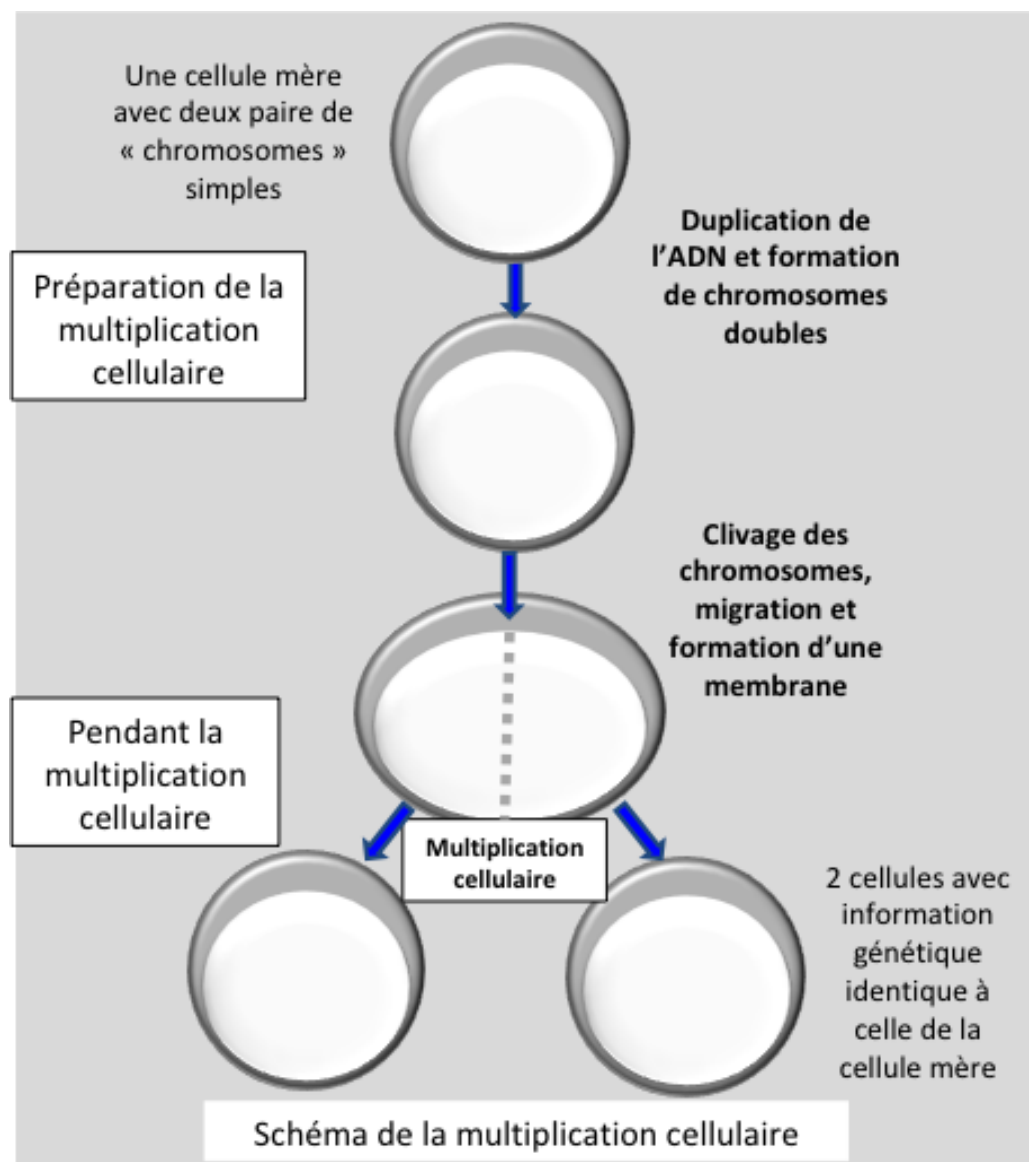 Une cellule mère
avec deux paire de
« chromosomes »
simples
Duplication de
l'ADN et formation
de chromosomes
doubles
Préparation de la
multiplication
cellulaire
Clivage des
chromosomes,
migration et
formation d'une
membrane
Pendant la
multiplication
cellulaire
Multiplication
cellulaire
2 cellules avec
information
génétique
identique à
celle de la
cellule mère
Schéma de la multiplication cellulaire